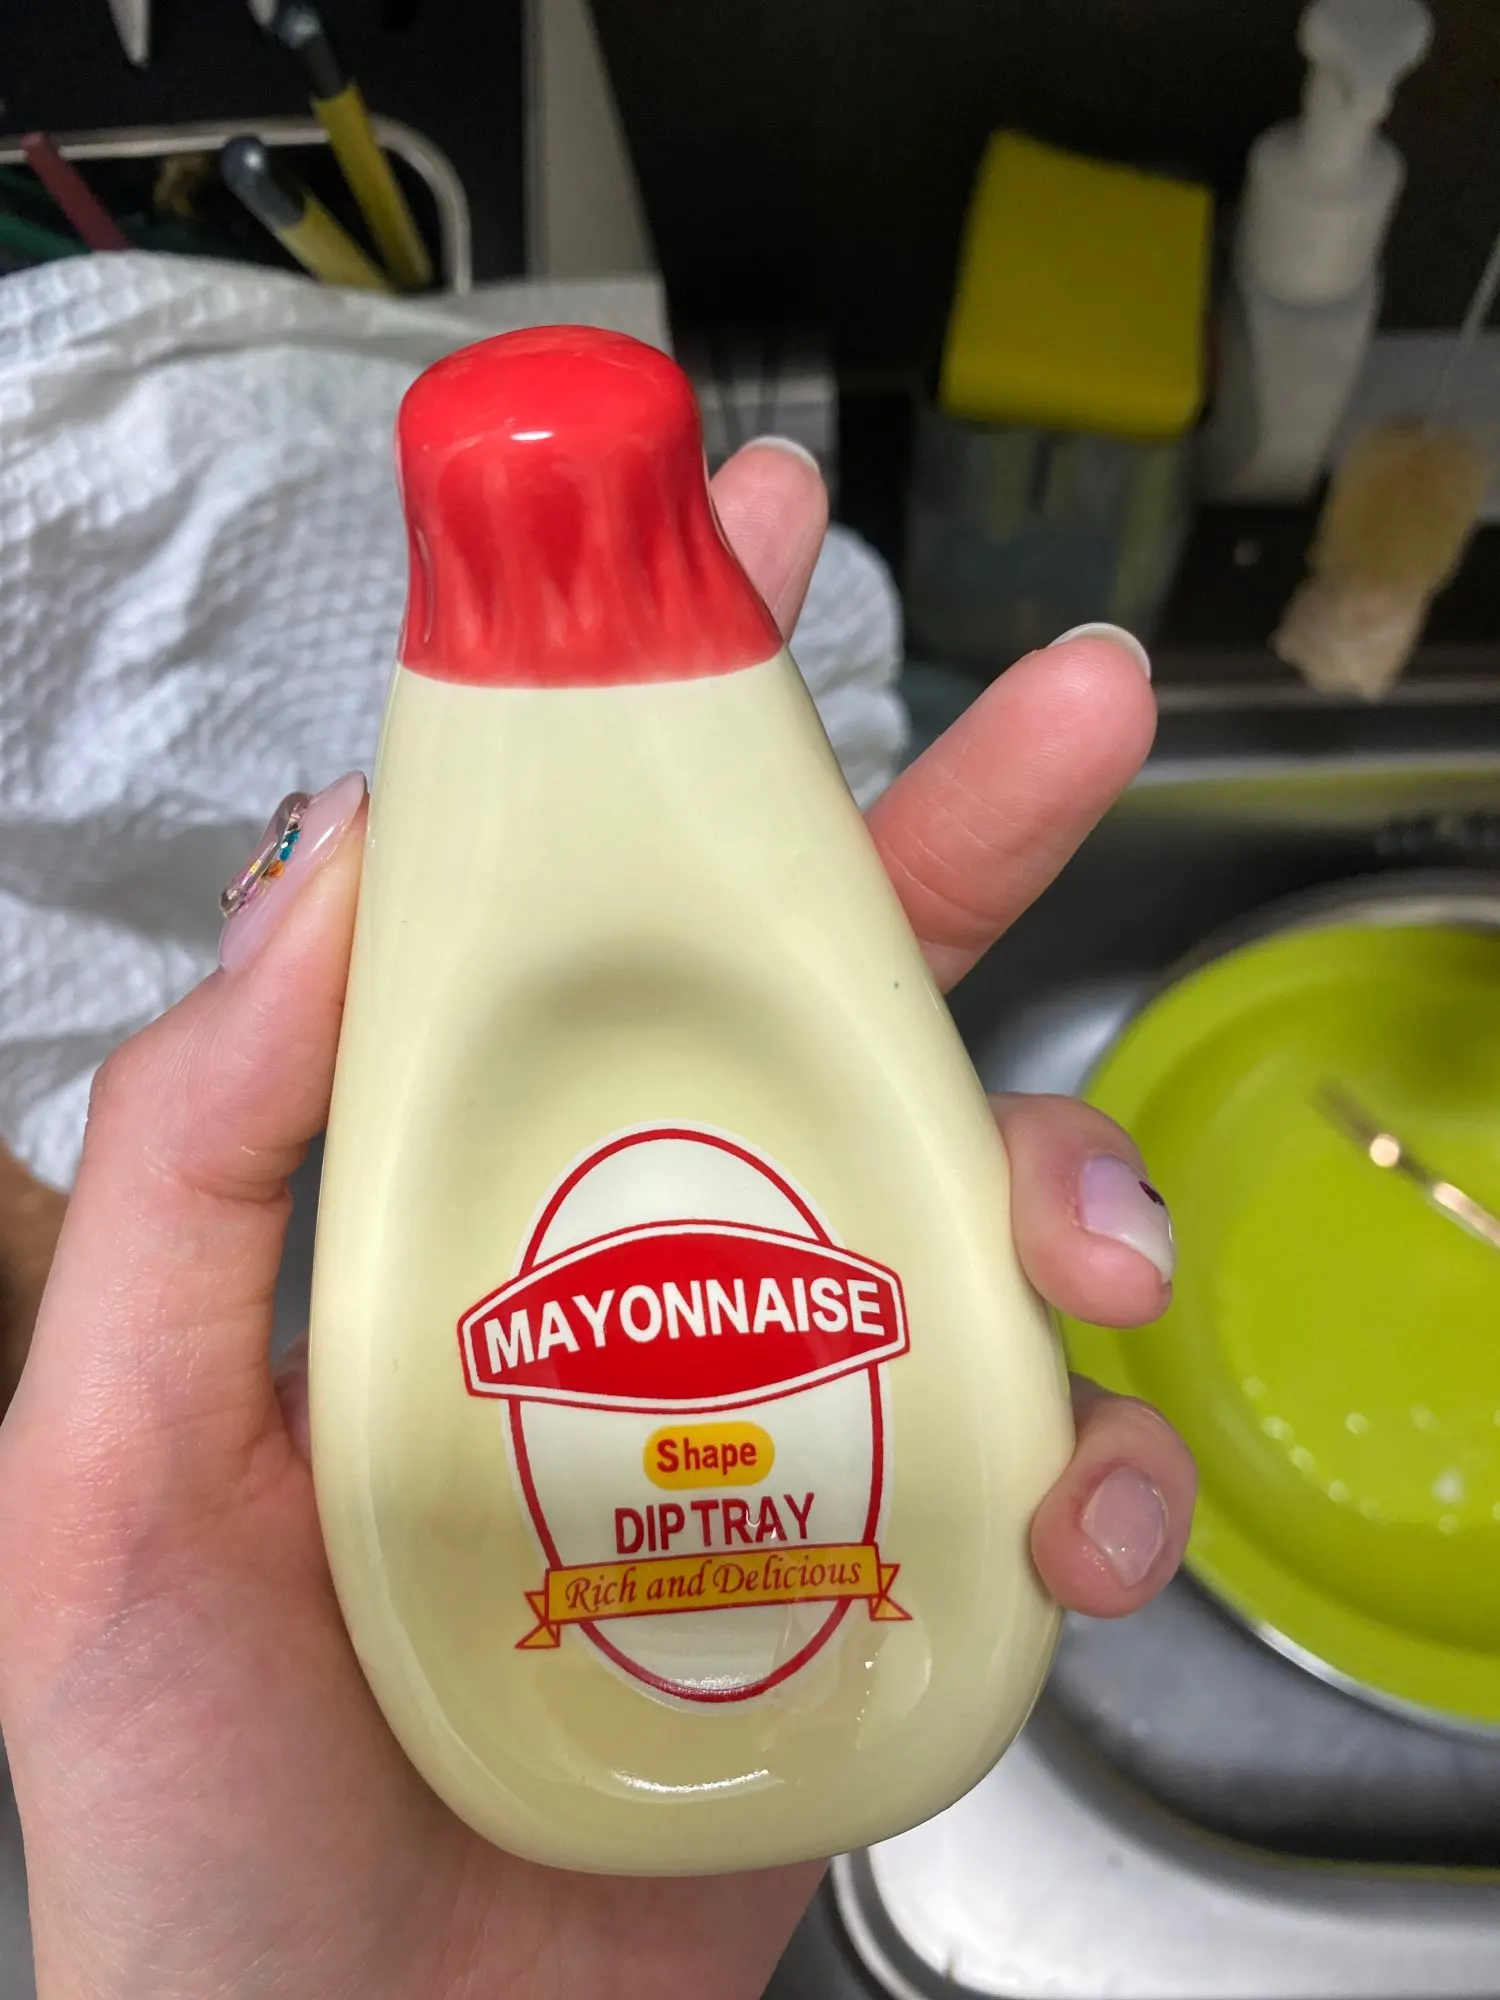 MAYONNAISE
Shape
DIP TRAY
Rich and Delicious